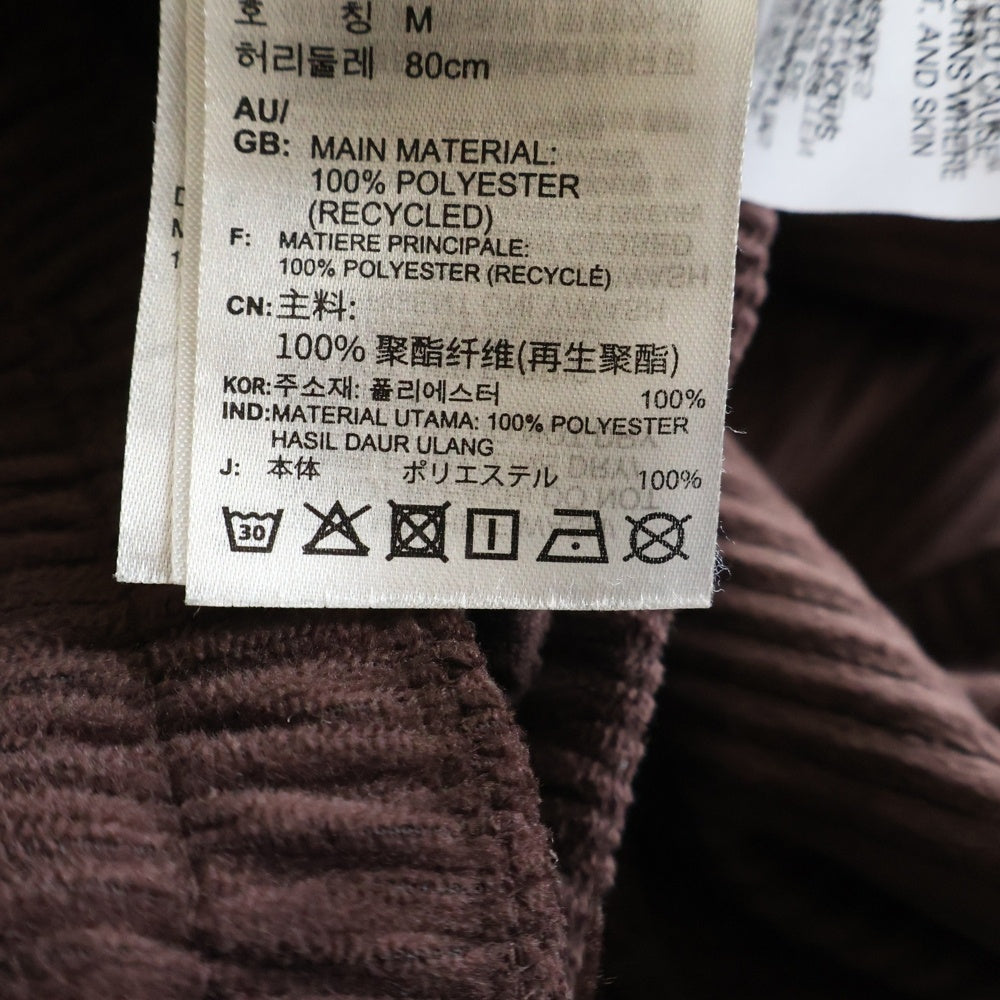 호 칭 M
허리둘레 80cm
AU/
GB: MAIN MATERIAL:
100% POLYESTER
(RECYCLED)
F: MATIERE PRINCIPALE:
100% POLYESTER (RECYCLÉ)
CN: 主料:
100% 聚酯纤维(再生聚酯)
KOR: 주소재: 폴리에스터 100%
IND: MATERIAL UTAMA: 100% POLYESTER
HASIL DAUR ULANG
J: 本体 ポリエステル 100%
30
AND SKIN